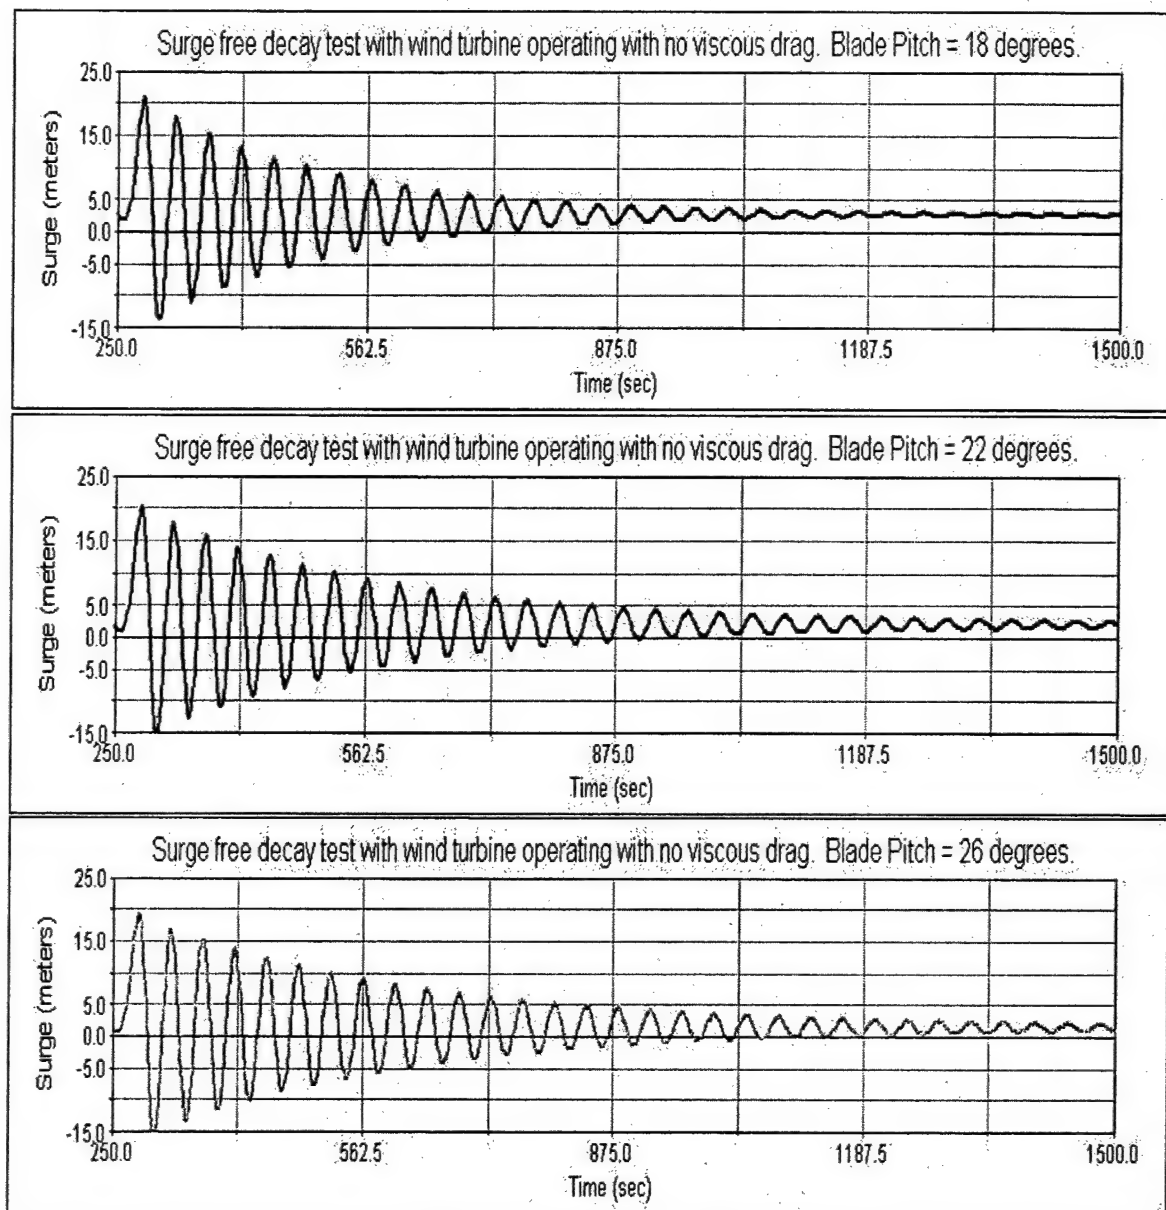 Surge free decay test with wind turbine operating with no viscous drag. Blade Pitch = 18 degrees.
25.0
15.0
5.0
0.0
-5.0
-15.0
Surge (meters)
250.0 562.5 875.0 1187.5 1500.0
Time (sec)
Surge free decay test with wind turbine operating with no viscous drag. Blade Pitch = 22 degrees.
25.0
15.0
5.0
0.0
-5.0
-15.0
Surge (meters)
250.0 562.5 875.0 1187.5 1500.0
Time (sec)
Surge free decay test with wind turbine operating with no viscous drag. Blade Pitch = 26 degrees.
25.0
15.0
5.0
0.0
-5.0
-15.0
Surge (meters)
250.0 562.5 875.0 1187.5 1500.0
Time (sec)